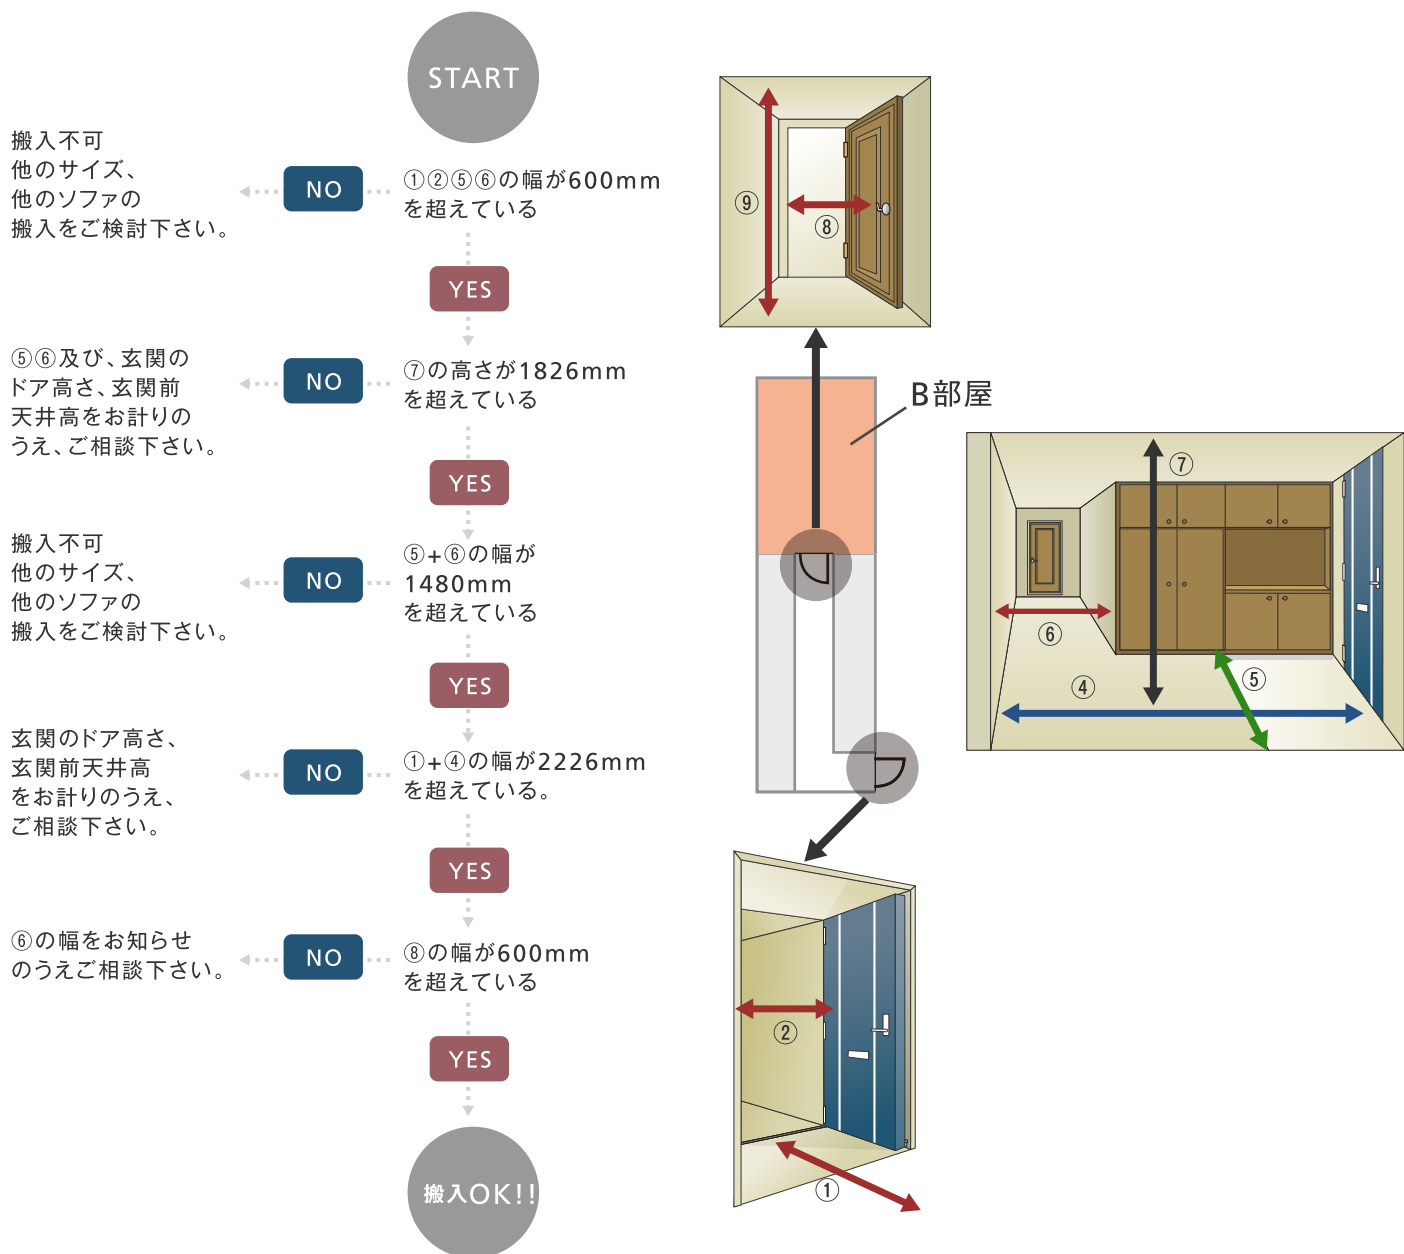 START
搬入不可
他のサイズ、
他のソファの
搬入をご検討下さい。
NO
①②⑤⑥の幅が600mm
を超えている
YES
⑤⑥及び、玄関の
ドア高さ、玄関前
天井高をお計りの
うえ、ご相談下さい。
NO
⑦の高さが1826mm
を超えている
YES
搬入不可
他のサイズ、
他のソファの
搬入をご検討下さい。
NO
⑤+⑥の幅が
1480mm
を超えている
YES
玄関のドア高さ、
玄関前天井高
をお計りのうえ、
ご相談下さい。
NO
①+④の幅が2226mm
を超えている。
YES
⑥の幅をお知らせ
のうえご相談下さい。
NO
⑧の幅が600mm
を超えている
YES
搬入OK!!
⑨
⑧
B部屋
⑦
⑥
⑤
④
②
①